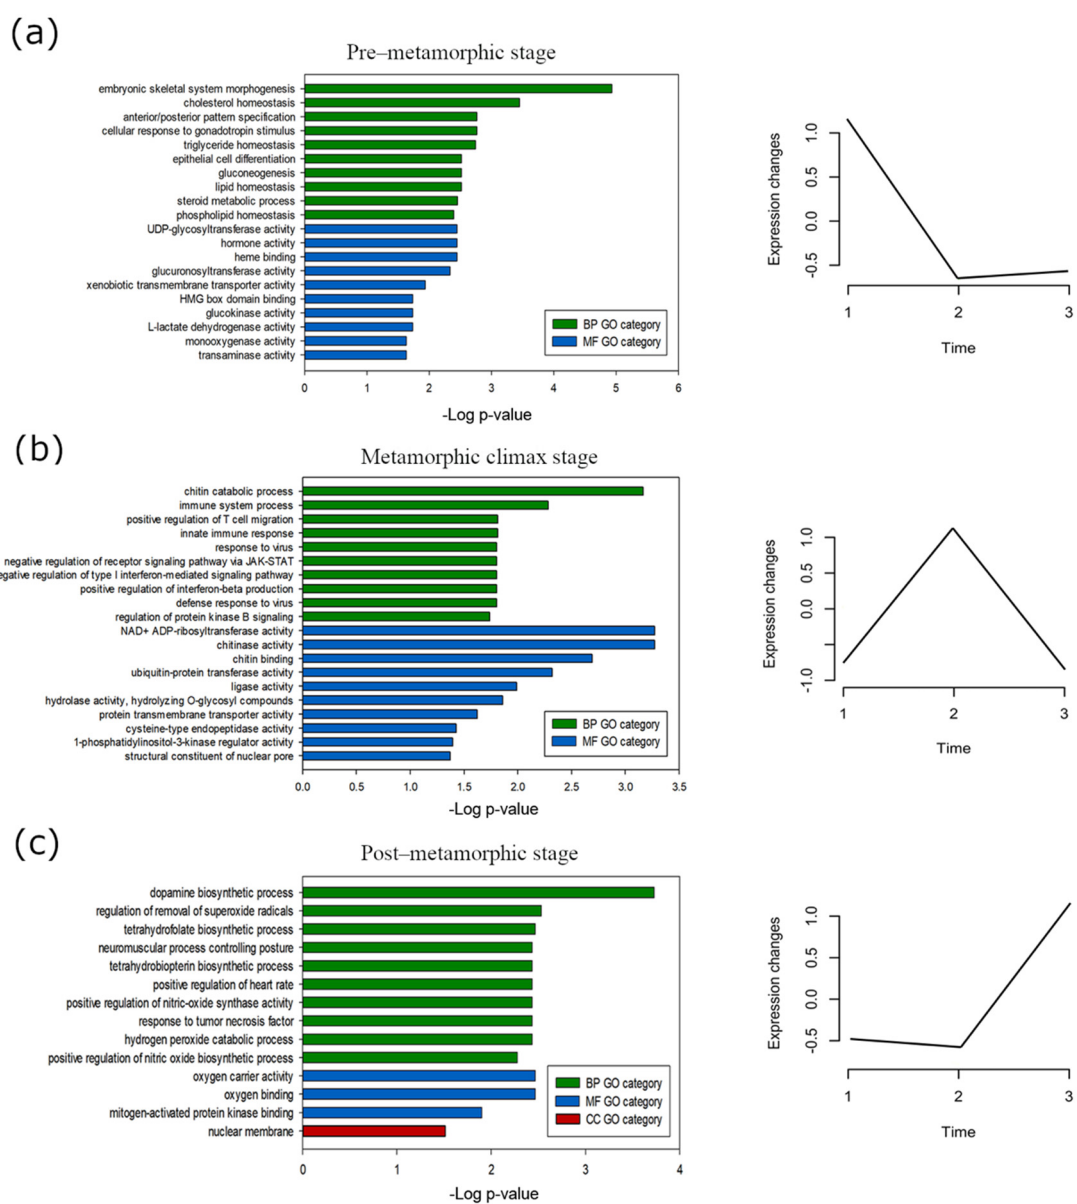 (a)
Pre–metamorphic stage
embryonic skeletal system morphogenesis
cholesterol homeostasis
anterior/posterior pattern specification
cellular response to gonadotropin stimulus
triglyceride homeostasis
epithelial cell differentiation
gluconeogenesis
lipid homeostasis
steroid metabolic process
phospholipid homeostasis
UDP-glycosyltransferase activity
hormone activity
heme binding
glucuronosyltransferase activity
xenobiotic transmembrane transporter activity
HMG box domain binding
glucokinase activity
L-lactate dehydrogenase activity
monooxygenase activity
transaminase activity
BP GO category
MF GO category
0 1 2 3 4 5 6
-Log p-value
Expression changes
1.0
0.5
0.0
-0.5
1 2 3
Time
(b)
Metamorphic climax stage
chitin catabolic process
immune system process
positive regulation of T cell migration
innate immune response
response to virus
negative regulation of receptor signaling pathway via JAK-STAT
egative regulation of type I interferon-mediated signaling pathway
positive regulation of interferon-beta production
defense response to virus
regulation of protein kinase B signaling
NAD+ ADP-ribosyltransferase activity
chitinase activity
chitin binding
ubiquitin-protein transferase activity
ligase activity
hydrolase activity, hydrolyzing O-glycosyl compounds
protein transmembrane transporter activity
cysteine-type endopeptidase activity
1-phosphatidylinositol-3-kinase regulator activity
structural constituent of nuclear pore
BP GO category
MF GO category
0.0 0.5 1.0 1.5 2.0 2.5 3.0 3.5
-Log p-value
Expression changes
1.0
0.5
0.0
-1.0
1 2 3
Time
(c)
Post–metamorphic stage
dopamine biosynthetic process
regulation of removal of superoxide radicals
tetrahydrofolate biosynthetic process
neuromuscular process controlling posture
tetrahydrobiopterin biosynthetic process
positive regulation of heart rate
positive regulation of nitric-oxide synthase activity
response to tumor necrosis factor
hydrogen peroxide catabolic process
positive regulation of nitric oxide biosynthetic process
oxygen carrier activity
oxygen binding
mitogen-activated protein kinase binding
nuclear membrane
BP GO category
MF GO category
CC GO category
0 1 2 3 4
-Log p-value
Expression changes
1.0
0.5
0.0
-0.5
1 2 3
Time